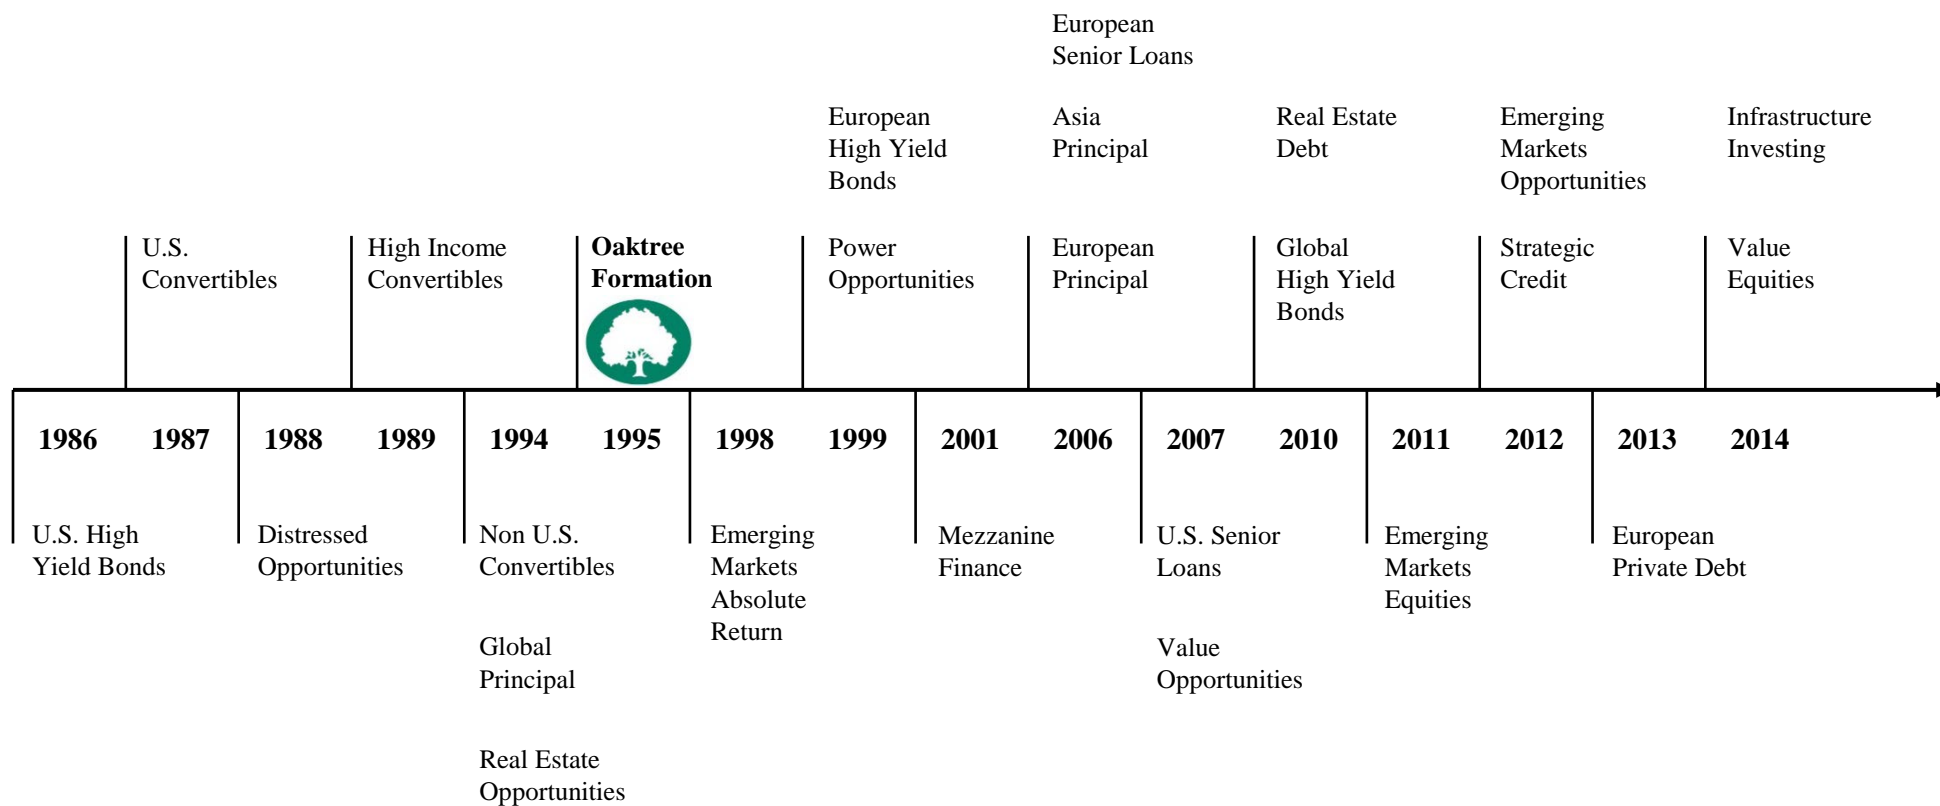 European
Senior Loans
European
High Yield
Bonds
Asia
Principal
Real Estate
Debt
Emerging
Markets
Opportunities
Infrastructure
Investing
U.S.
Convertibles
High Income
Convertibles
Oaktree
Formation
Power
Opportunities
European
Principal
Global
High Yield
Bonds
Strategic
Credit
Value
Equities
1986 1987 1988 1989 1994 1995 1998 1999 2001 2006 2007 2010 2011 2012 2013 2014
U.S. High
Yield Bonds
Distressed
Opportunities
Non U.S.
Convertibles
Global
Principal
Real Estate
Opportunities
Emerging
Markets
Absolute
Return
Mezzanine
Finance
U.S. Senior
Loans
Value
Opportunities
Emerging
Markets
Equities
European
Private Debt